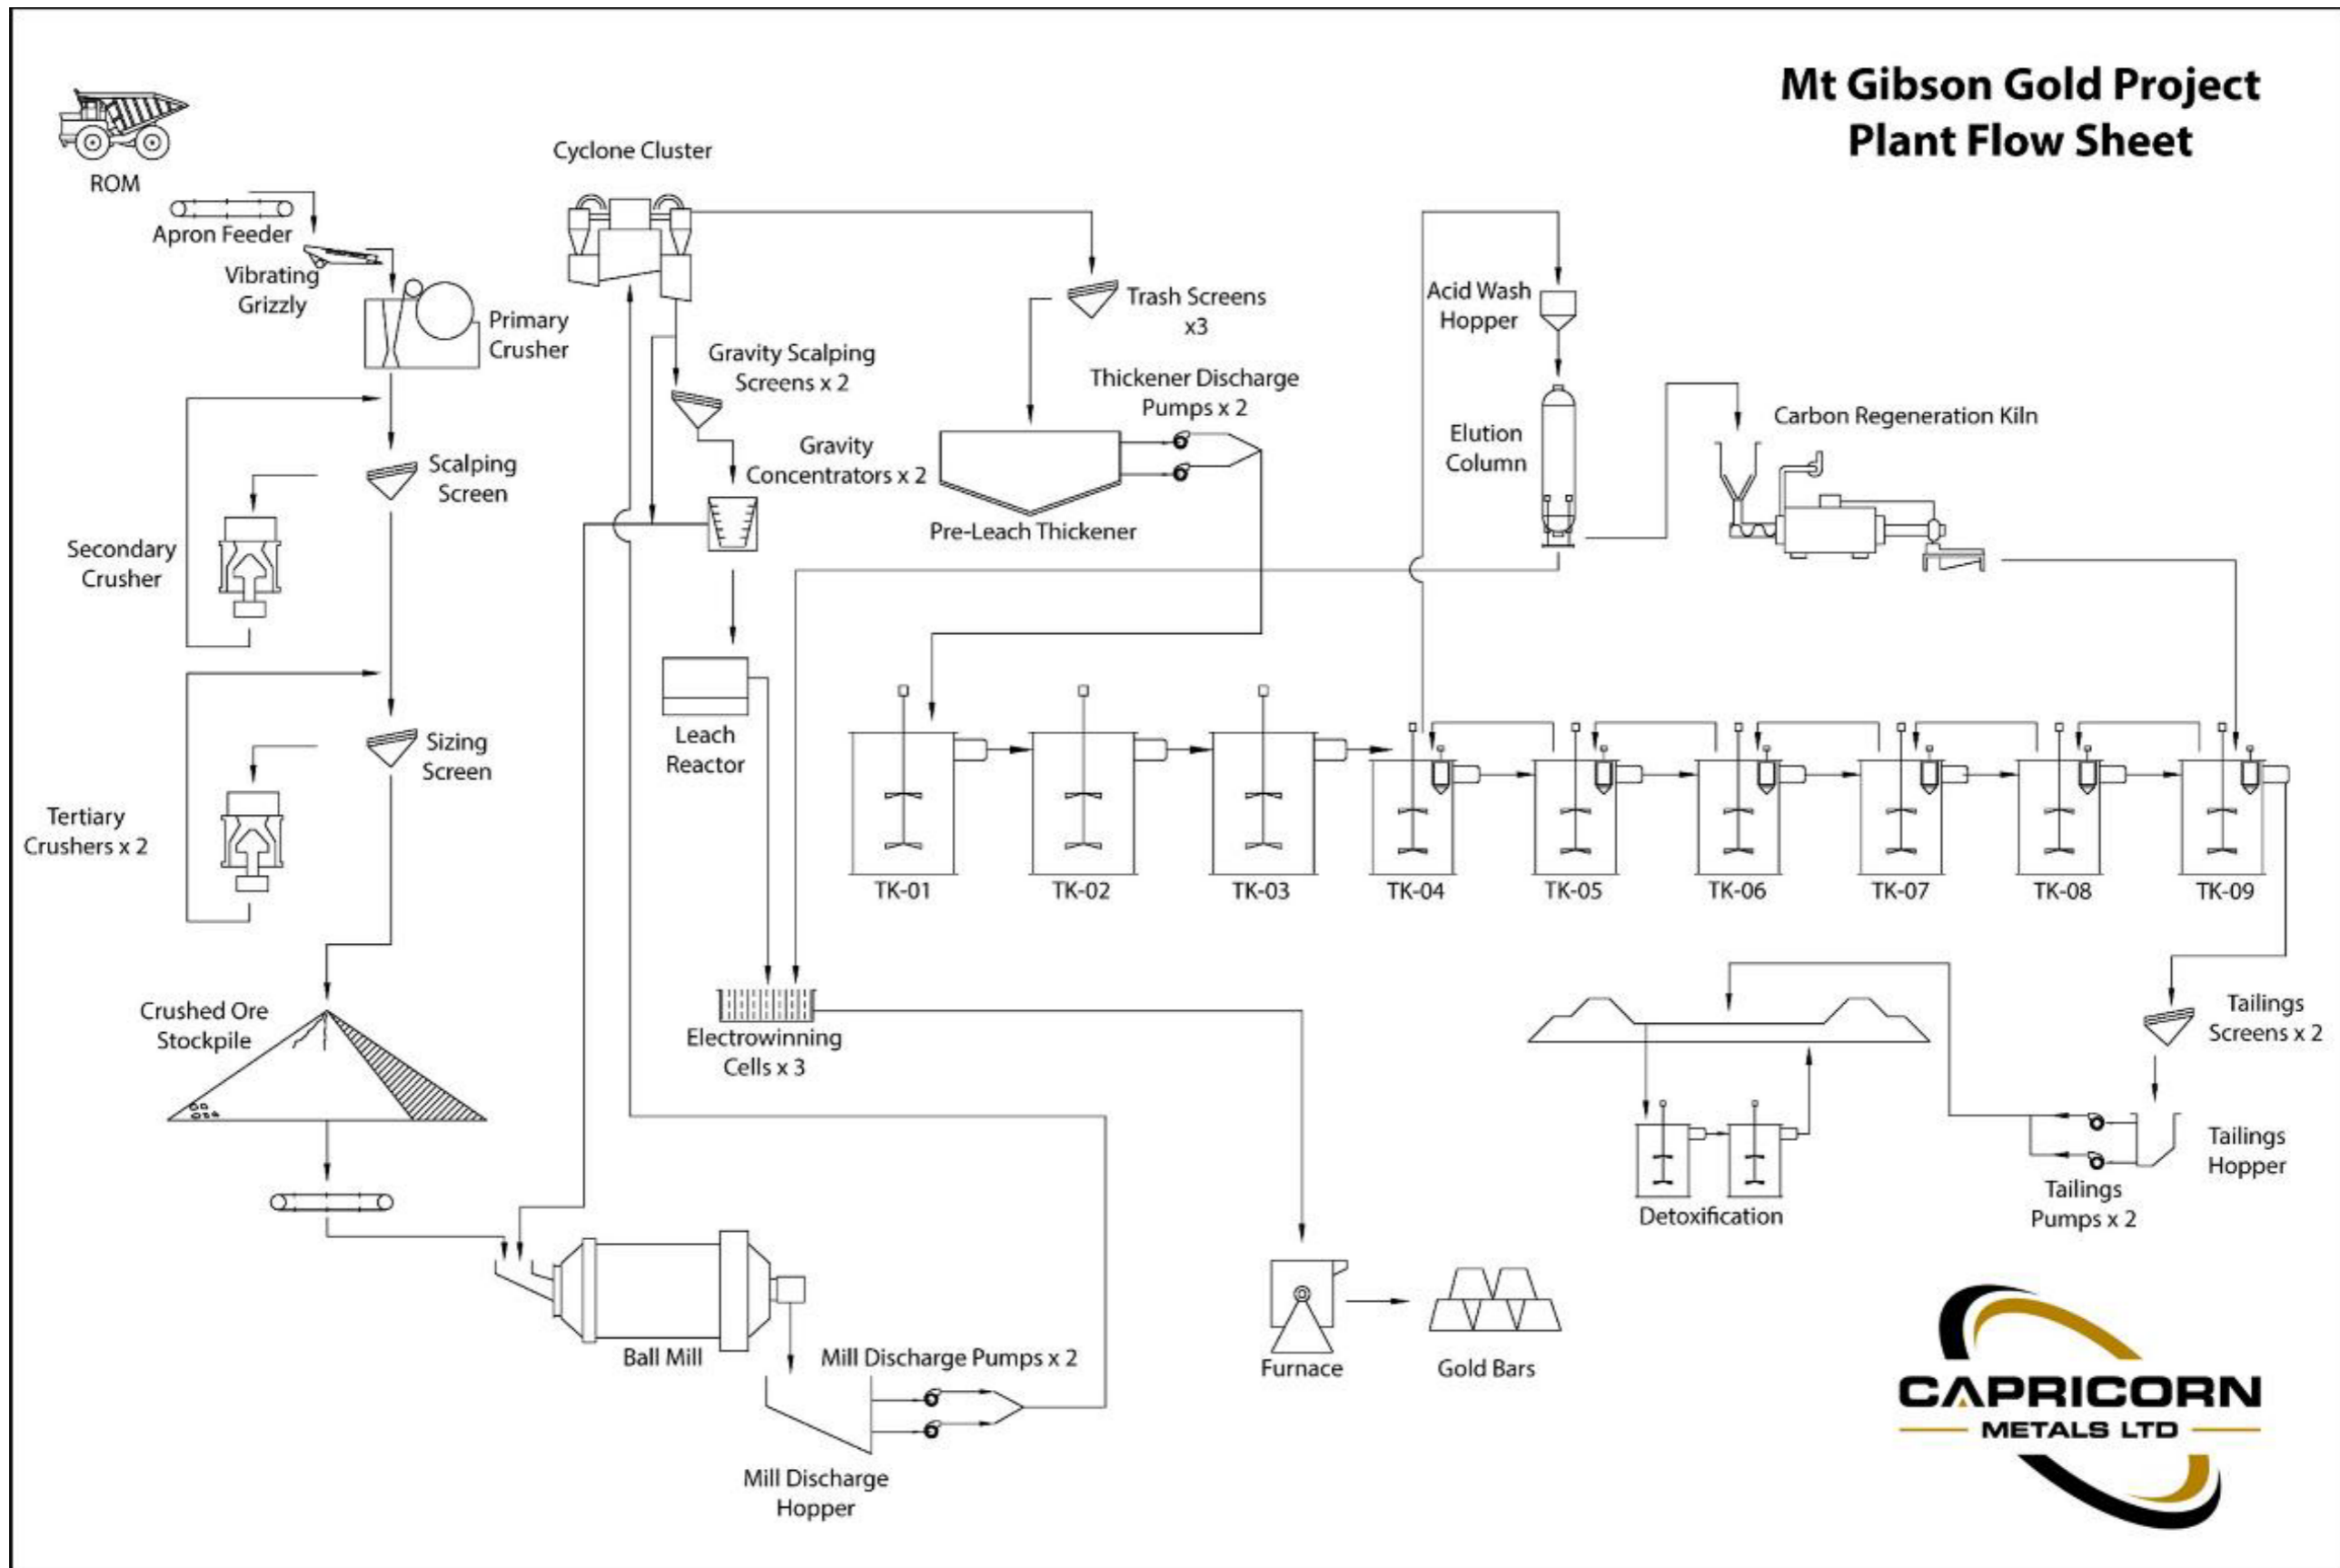 Mt Gibson Gold Project
Plant Flow Sheet
ROM
Apron Feeder
Vibrating
Grizzly
Primary
Crusher
Scalping
Screen
Secondary
Crusher
Sizing
Screen
Tertiary
Crushers x 2
Crushed Ore
Stockpile
Cyclone Cluster
Gravity Scalping
Screens x 2
Gravity
Concentrators x 2
Leach
Reactor
Electrowinning
Cells x 3
Ball Mill
Mill Discharge Pumps x 2
Mill Discharge
Hopper
Trash Screens
x3
Thickener Discharge
Pumps x 2
Pre-Leach Thickener
Acid Wash
Hopper
Elution
Column
Carbon Regeneration Kiln
TK-01
TK-02
TK-03
TK-04
TK-05
TK-06
TK-07
TK-08
TK-09
Tailings
Screens x 2
Tailings
Hopper
Tailings
Pumps x 2
Detoxification
Furnace
Gold Bars
CAPRICORN
METALS LTD